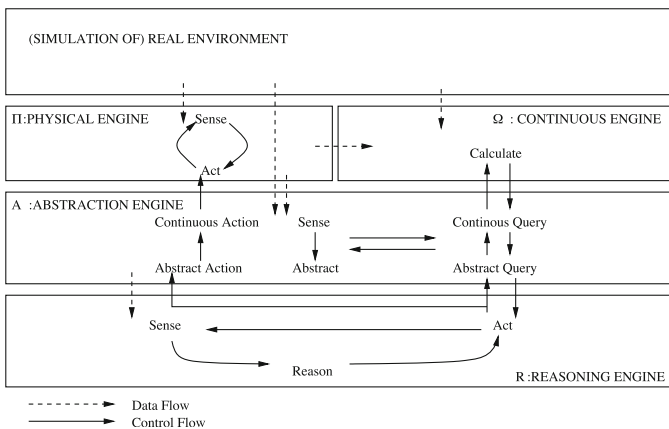 (SIMULATION OF) REAL ENVIRONMENT
Π:PHYSICAL ENGINE
Sense
Act
Ω : CONTINUOUS ENGINE
Calculate
A :ABSTRACTION ENGINE
Continuous Action
Sense
Continous Query
Abstract Action
Abstract
Abstract Query
Sense
Act
Reason
R :REASONING ENGINE
Data Flow
Control Flow